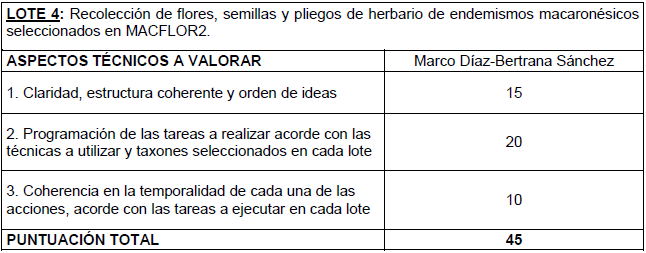 LOTE 4: Recolección de flores, semillas y pliegos de herbario de endemismos macaronésicos
seleccionados en MACFLOR2.
ASPECTOS TÉCNICOS A VALORAR Marco Díaz-Bertrana Sánchez
1. Claridad, estructura coherente y orden de ideas 15
2. Programación de las tareas a realizar acorde con las
técnicas a utilizar y taxones seleccionados en cada lote 20
3. Coherencia en la temporalidad de cada una de las
acciones, acorde con las tareas a ejecutar en cada lote 10
PUNTUACIÓN TOTAL 45